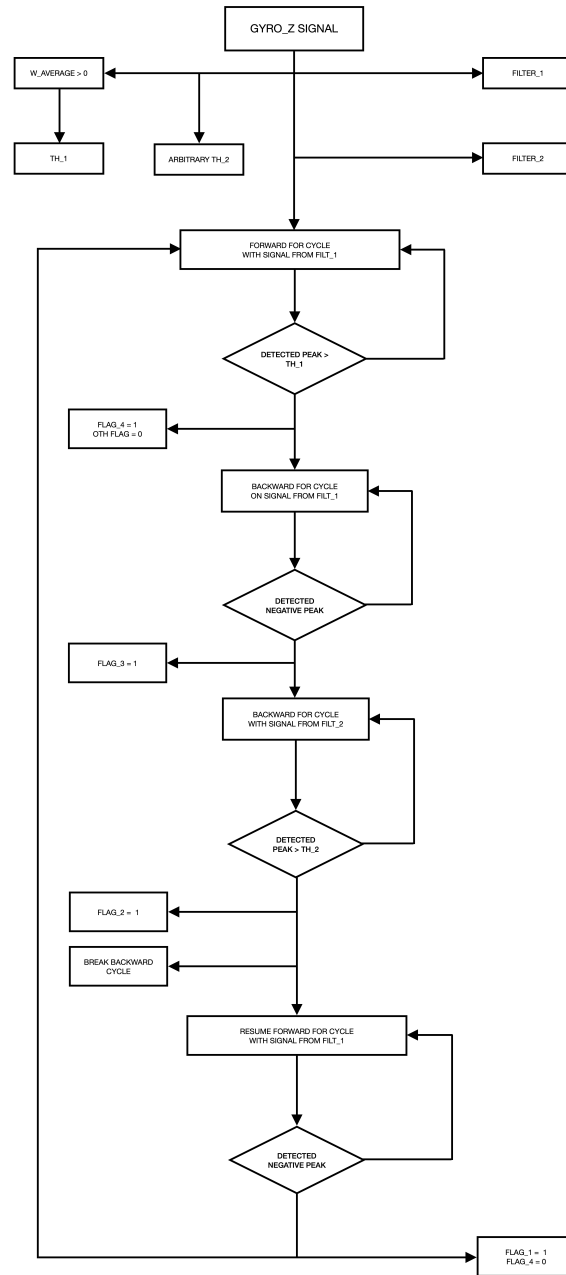 GYRO_Z SIGNAL
W_AVERAGE > 0
FILTER_1
TH_1
ARBITRARY TH_2
FILTER_2
FORWARD FOR CYCLE
WITH SIGNAL FROM FILT_1
DETECTED PEAK >
TH_1
FLAG_4 = 1
OTH FLAG = 0
BACKWARD FOR CYCLE
ON SIGNAL FROM FILT_1
DETECTED
NEGATIVE PEAK
FLAG_3 = 1
BACKWARD FOR CYCLE
WITH SIGNAL FROM FILT_2
DETECTED
PEAK > TH_2
FLAG_2 = 1
BREAK BACKWARD
CYCLE
RESUME FORWARD FOR CYCLE
WITH SIGNAL FROM FILT_1
DETECTED
NEGATIVE PEAK
FLAG_1 = 1
FLAG_4 = 0